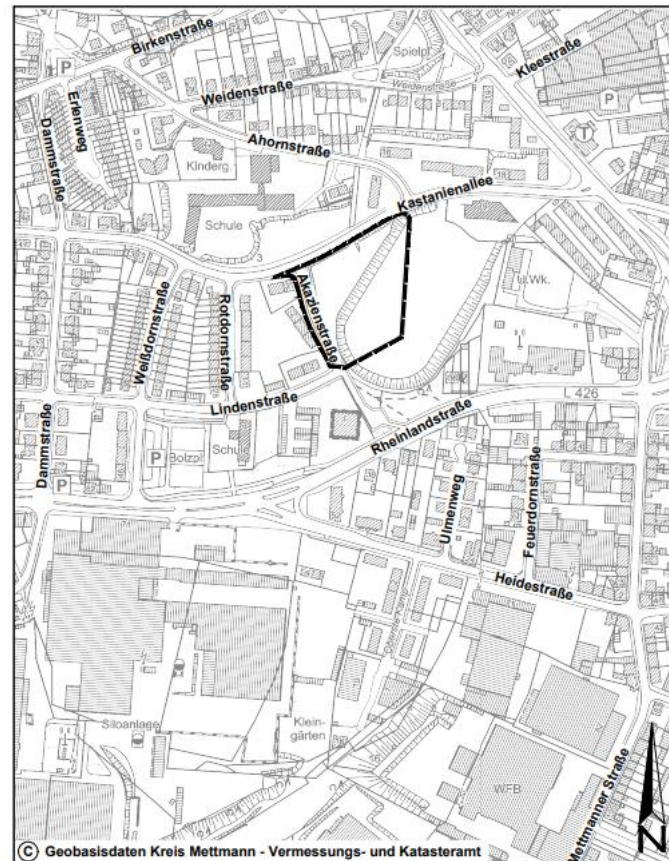 Birkenstraße
P
Spielpl.
Kleestraße
Weidenstraße
Weidenstraße
P
Erlenweg
Dammstraße
Ahornstraße
T
Kinderg.
Kastanienallee
Schule
Akazienstraße
Weißdornstraße
Rotdornstraße
Lindenstraße
L 426
Rheinlandstraße
Dammstraße
Bolzpl.
Schule
P
P
Ulmenweg
Feuerdornstraße
Heidestraße
Siloanlage
Klein-
gärten
WFB
Mettmanner Straße
N
© Geobasisdaten Kreis Mettmann - Vermessungs- und Katasteramt